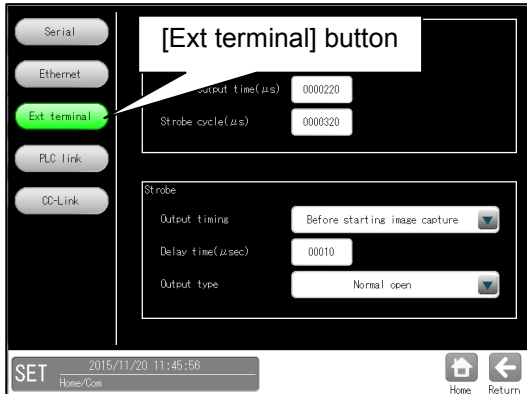 Serial
Ethernet
Ext terminal
PLC link
CC-Link
[Ext terminal] button
time(μs)
0000220
Strobe cycle(μs)
0000320
Strobe
Output timing
Before starting image capture
Delay time(μsec)
00010
Output type
Normal open
SET
2015/11/20 11:45:56
Home/Com
Home
Return